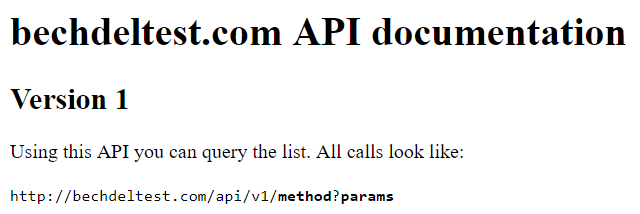 bechdeltest.com API documentation
Version 1
Using this API you can query the list. All calls look like:
http://bechdeltest.com/api/v1/method?params